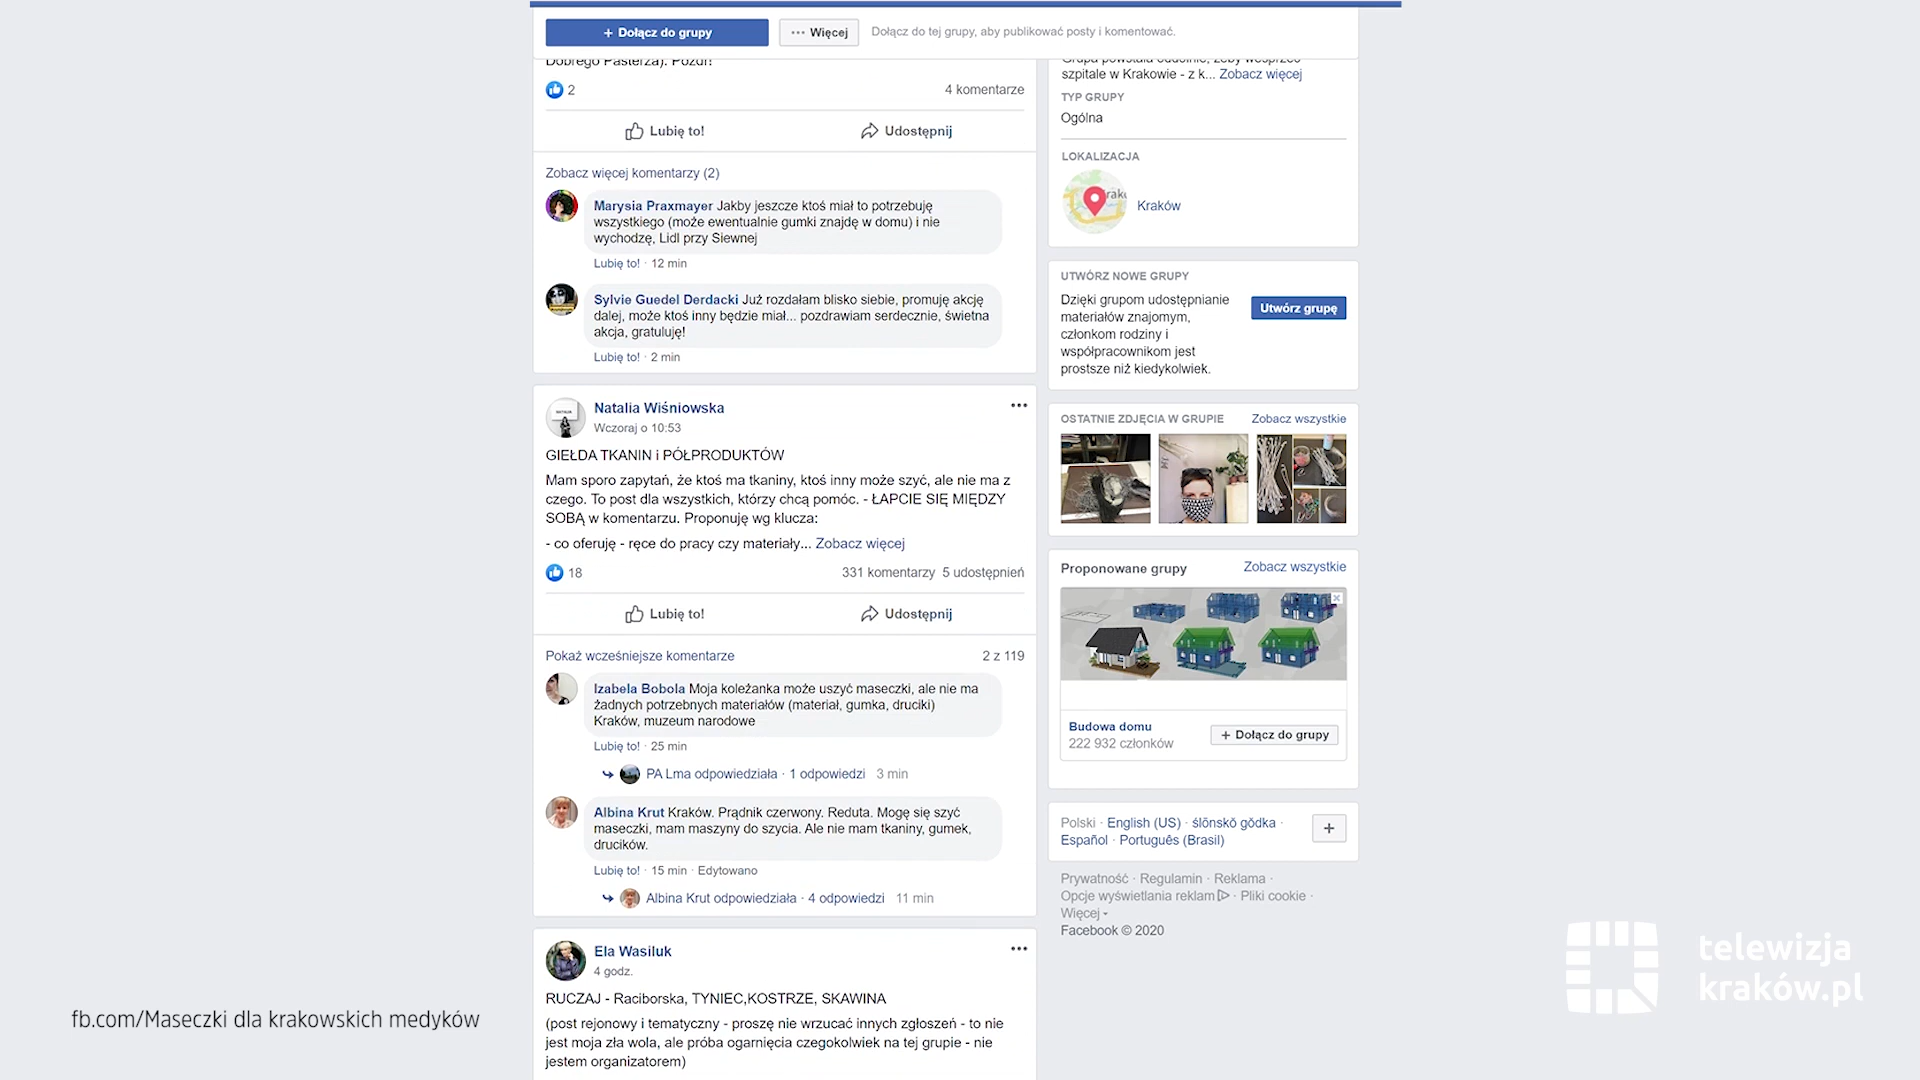 + Dołącz do grupy
Więcej
Dołącz do tej grupy, aby publikować posty i komentować.
Dobrego Pasterza). Pozdr!
2
4 komentarze
Lubię to!
Udostępnij
Zobacz więcej komentarzy (2)
Marysia Praxmayer Jakby jeszcze ktoś miał to potrzebuję
wszystkiego (może ewentualnie gumki znajdę w domu) i nie
wychodzę, Lidl przy Siewnej
Lubię to! · 12 min
Sylvie Guedel Derdacki Już rozdałam blisko siebie, promuję akcję
dalej, może ktoś inny będzie miał... pozdrawiam serdecznie, świetna
akcja, gratuluję!
Lubię to! · 2 min
Natalia Wiśniowska
Wczoraj o 10:53
GIEŁDA TKANIN i PÓŁPRODUKTÓW
Mam sporo zapytań, że ktoś ma tkaniny, ktoś inny może szyć, ale nie ma z
czego. To post dla wszystkich, którzy chcą pomóc. - ŁAPCIE SIĘ MIĘDZY
SOBĄ w komentarzu. Proponuję wg klucza:
- co oferuję - ręce do pracy czy materiały... Zobacz więcej
18
331 komentarzy 5 udostępnień
Lubię to!
Udostępnij
Pokaż wcześniejsze komentarze
2 z 119
Izabela Bobola Moja koleżanka może uszyć maseczki, ale nie ma
żadnych potrzebnych materiałów (materiał, gumka, druciki)
Kraków, muzeum narodowe
Lubię to! · 25 min
PA Lma odpowiedziała · 1 odpowiedzi 3 min
Albina Krut Kraków. Prądnik czerwony. Reduta. Mogę się szyć
maseczki, mam maszyny do szycia. Ale nie mam tkaniny, gumek,
drucików.
Lubię to! · 15 min · Edytowano
Albina Krut odpowiedziała · 4 odpowiedzi 11 min
Ela Wasiluk
4 godz.
RUCZAJ - Raciborska, TYNIEC,KOSTRZE, SKAWINA
(post rejonowy i tematyczny - proszę nie wrzucać innych zgłoszeń - to nie
jest moja zła wola, ale próba ogarnięcia czegokolwiek na tej grupie - nie
jestem organizatorem)
Grupa powstała oddolnie, żeby wesprzeć
szpitale w Krakowie - z k... Zobacz więcej
TYP GRUPY
Ogólna
LOKALIZACJA
Kraków
UTWÓRZ NOWE GRUPY
Dzięki grupom udostępnianie
materiałów znajomym,
członkom rodziny i
współpracownikom jest
prostsze niż kiedykolwiek.
Utwórz grupę
OSTATNIE ZDJĘCIA W GRUPIE
Zobacz wszystkie
Proponowane grupy
Zobacz wszystkie
Budowa domu
222 932 członków
+ Dołącz do grupy
Polski · English (US) · ślōnskŏ gŏdka ·
Español · Português (Brasil)
+
Prywatność · Regulamin · Reklama ·
Opcje wyświetlania reklam · Pliki cookie ·
Więcej
Facebook © 2020
fb.com/Maseczki dla krakowskich medyków
telewizja
kraków.pl